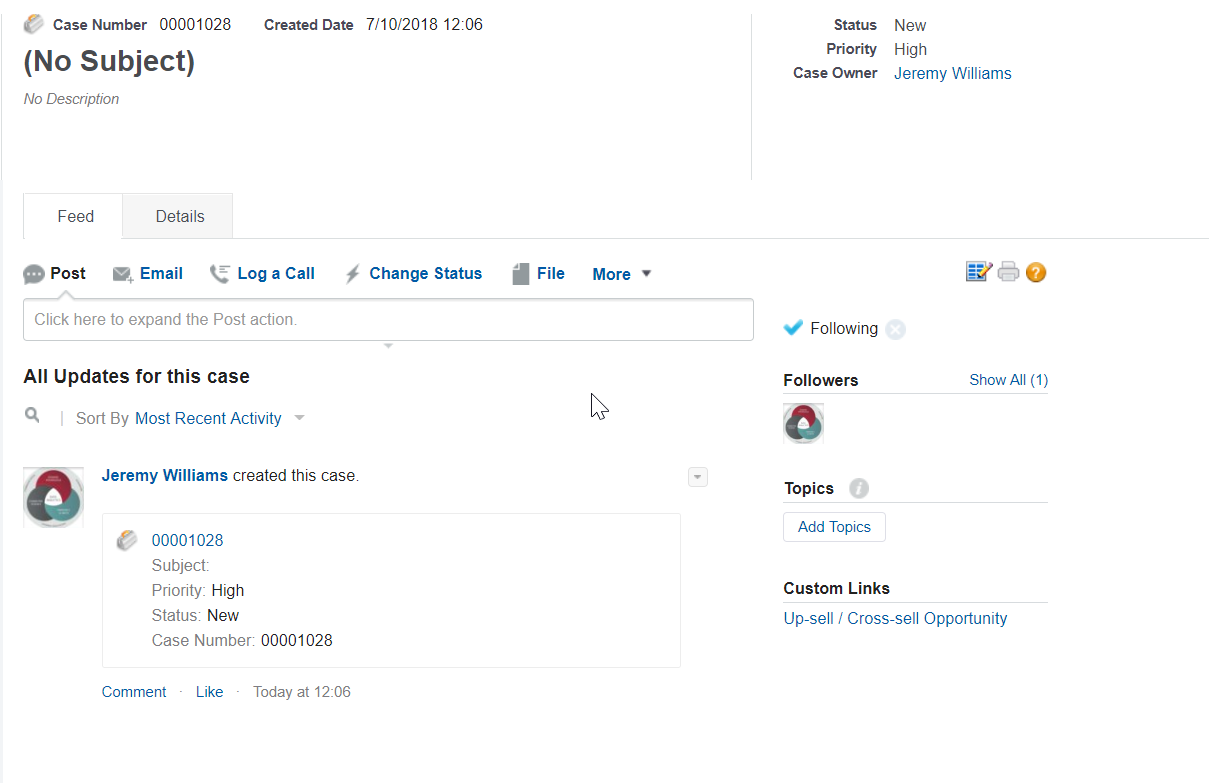 Case Number 00001028 Created Date 7/10/2018 12:06
(No Subject)
No Description
Status New
Priority High
Case Owner Jeremy Williams
Feed Details
Post Email Log a Call Change Status File More
Click here to expand the Post action.
All Updates for this case
| Sort By Most Recent Activity
Jeremy Williams created this case.
00001028
Subject:
Priority: High
Status: New
Case Number: 00001028
Comment · Like · Today at 12:06
Following
Followers Show All (1)
Topics
Add Topics
Custom Links
Up-sell / Cross-sell Opportunity